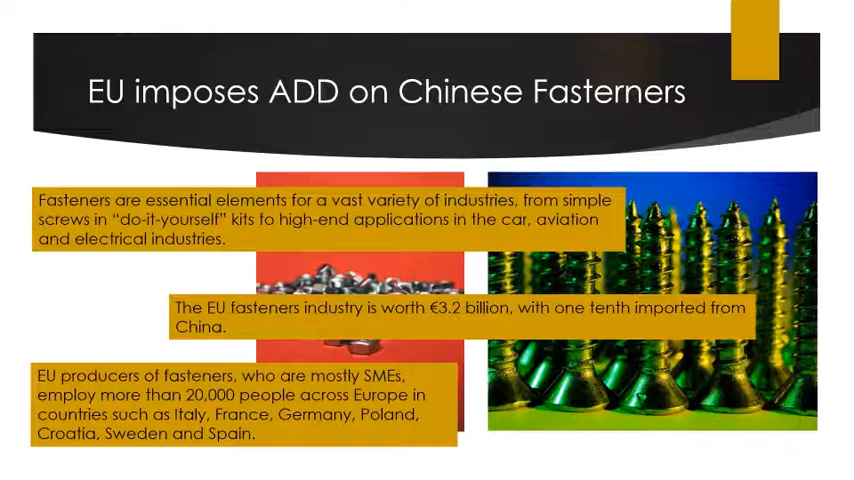 EU imposes ADD on Chinese Fasterners
Fasteners are essential elements for a vast variety of industries, from simple
screws in “do-it-yourself” kits to high-end applications in the car, aviation
and electrical industries.
The EU fasteners industry is worth €3.2 billion, with one tenth imported from
China.
EU producers of fasteners, who are mostly SMEs,
employ more than 20,000 people across Europe in
countries such as Italy, France, Germany, Poland,
Croatia, Sweden and Spain.